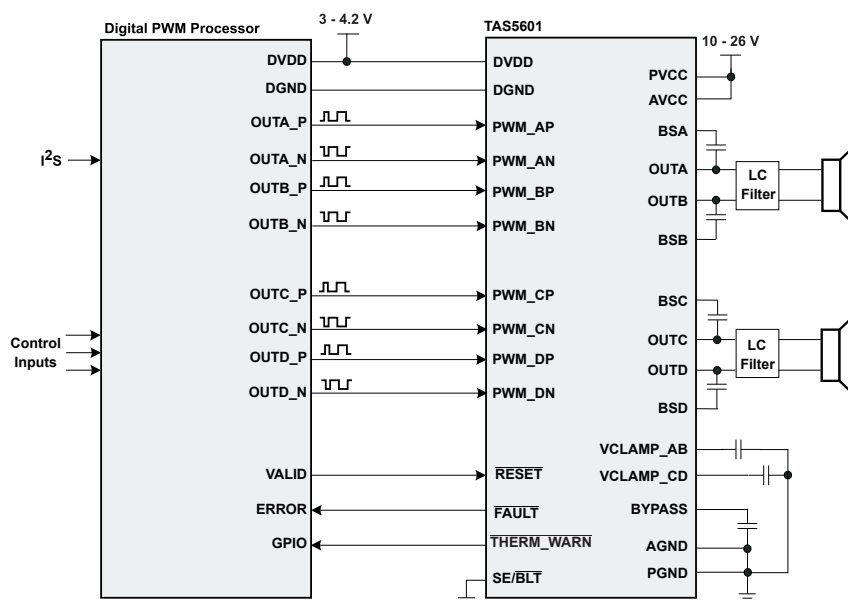 Digital PWM Processor
3 - 4.2 V
TAS5601
10 - 26 V
DVDD
DGND
OUTA_P
OUTA_N
OUTB_P
OUTB_N
OUTC_P
OUTC_N
OUTD_P
OUTD_N
VALID
ERROR
GPIO
I²S
Control
Inputs
DVDD
DGND
PWM_AP
PWM_AN
PWM_BP
PWM_BN
PWM_CP
PWM_CN
PWM_DP
PWM_DN
RESET
FAULT
THERM_WARN
SE/BLT
PVCC
AVCC
BSA
OUTA
OUTB
BSB
BSC
OUTC
OUTD
BSD
VCLAMP_AB
VCLAMP_CD
BYPASS
AGND
PGND
LC
Filter
LC
Filter